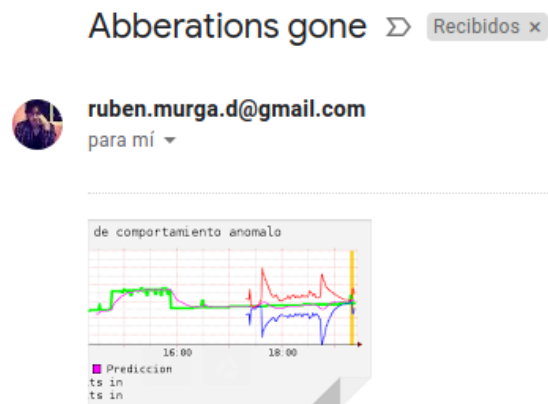 Abberations gone Recibidos ×
ruben.murga.d@gmail.com
para mí
de comportamiento anomalo
16:00 18:00
Prediccion
ts in
ts in